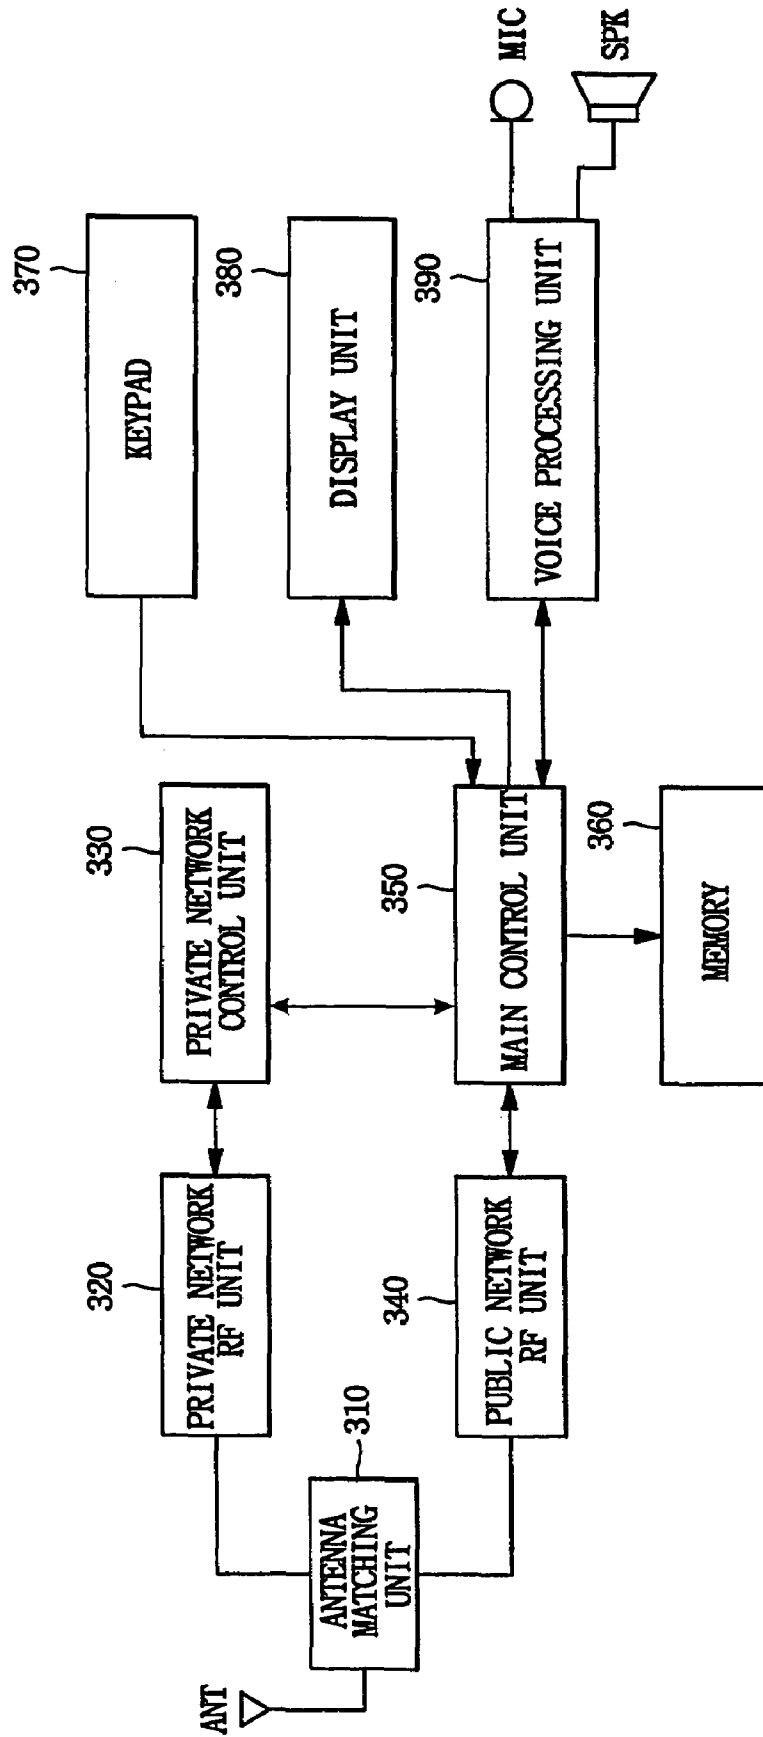 ANT
ANTENNA
MATCHING
UNIT
310
320
PRIVATE NETWORK
RF UNIT
330
PRIVATE NETWORK
CONTROL UNIT
340
PUBLIC NETWORK
RF UNIT
350
MAIN CONTROL UNIT
360
MEMORY
370
KEYPAD
380
DISPLAY UNIT
390
VOICE PROCESSING UNIT
MIC
SPK